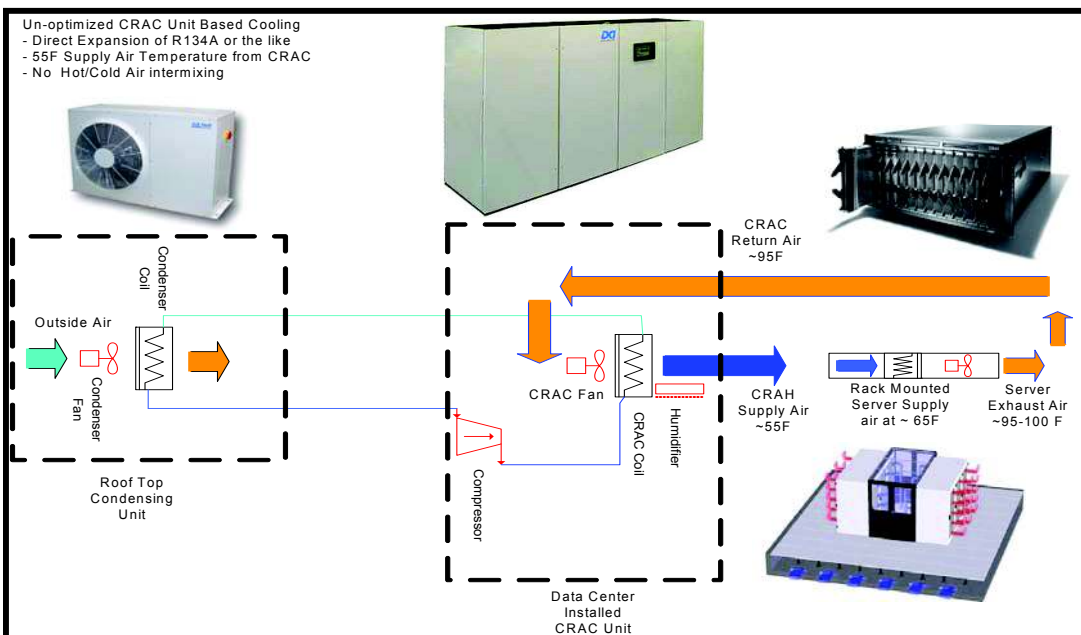 Un-optimized CRAC Unit Based Cooling
- Direct Expansion of R134A or the like
- 55F Supply Air Temperature from CRAC
- No Hot/Cold Air intermixing
CRAC
Return Air
~95F
Condenser
Coil
Outside Air
Condenser
Fan
Roof Top
Condensing
Unit
CRAC Fan
CRAC Coil
Humidifier
Compressor
Data Center
Installed
CRAC Unit
CRAH
Supply Air
~55F
Rack Mounted
Server Supply
air at ~ 65F
Server
Exhaust Air
~95-100 F